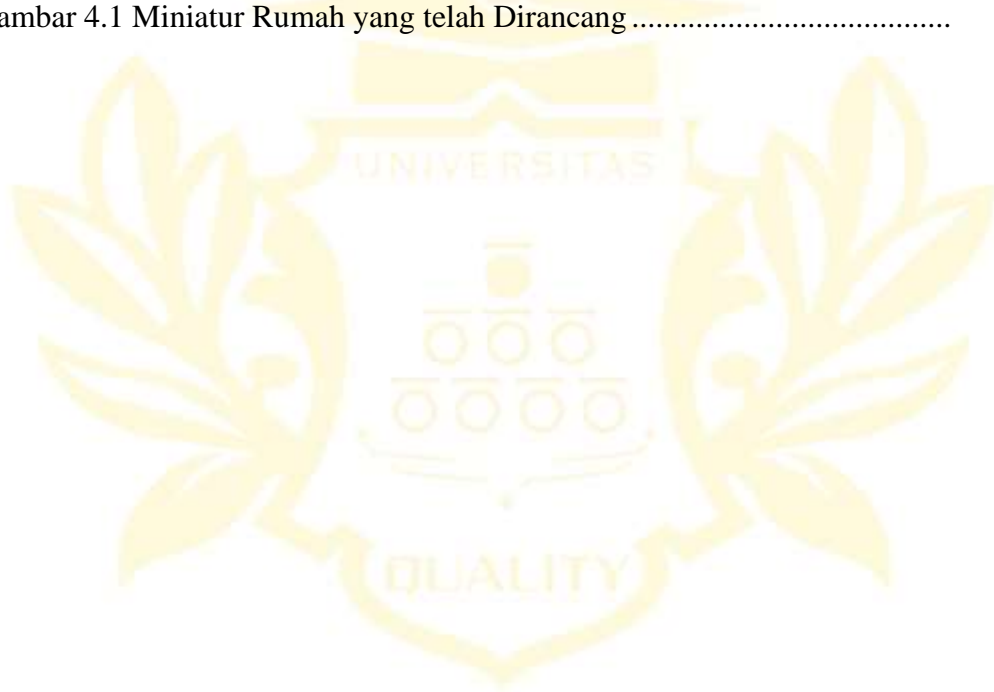 ambar 4.1 Miniatur Rumah yang telah Dirancang .....................................
UNIVERSITAS
QUALITY